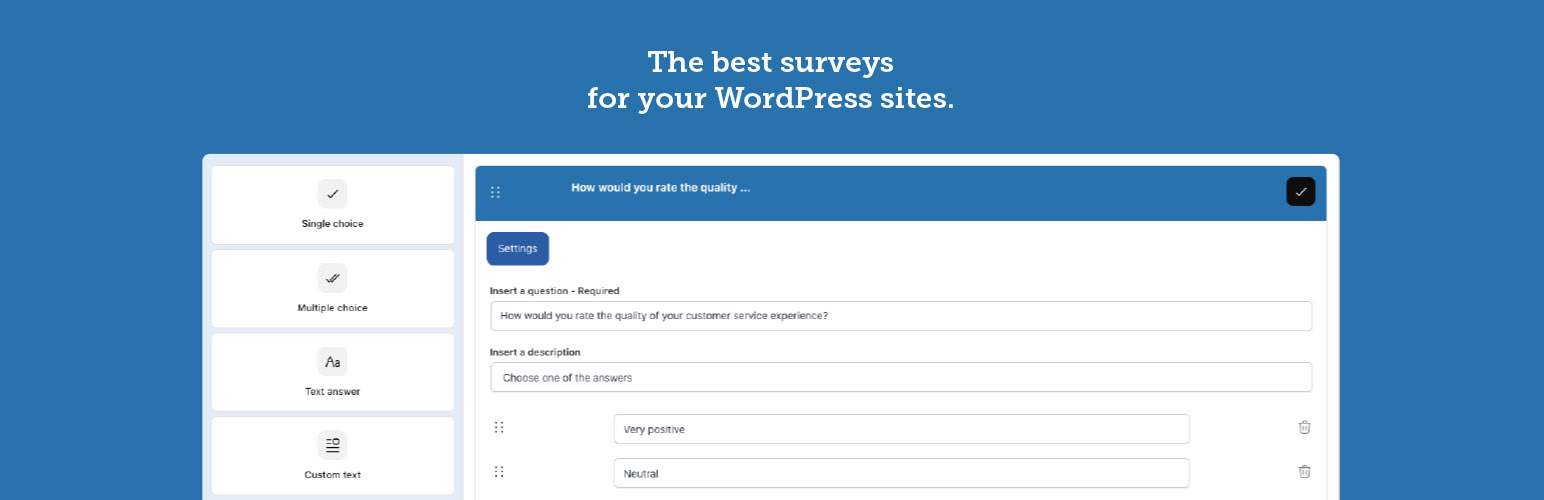 The best surveys
for your WordPress sites.
Single choice
Multiple choice
Aa
Text answer
Custom text
How would you rate the quality ...
Settings
Insert a question - Required
How would you rate the quality of your customer service experience?
Insert a description
Choose one of the answers
Very positive
Neutral